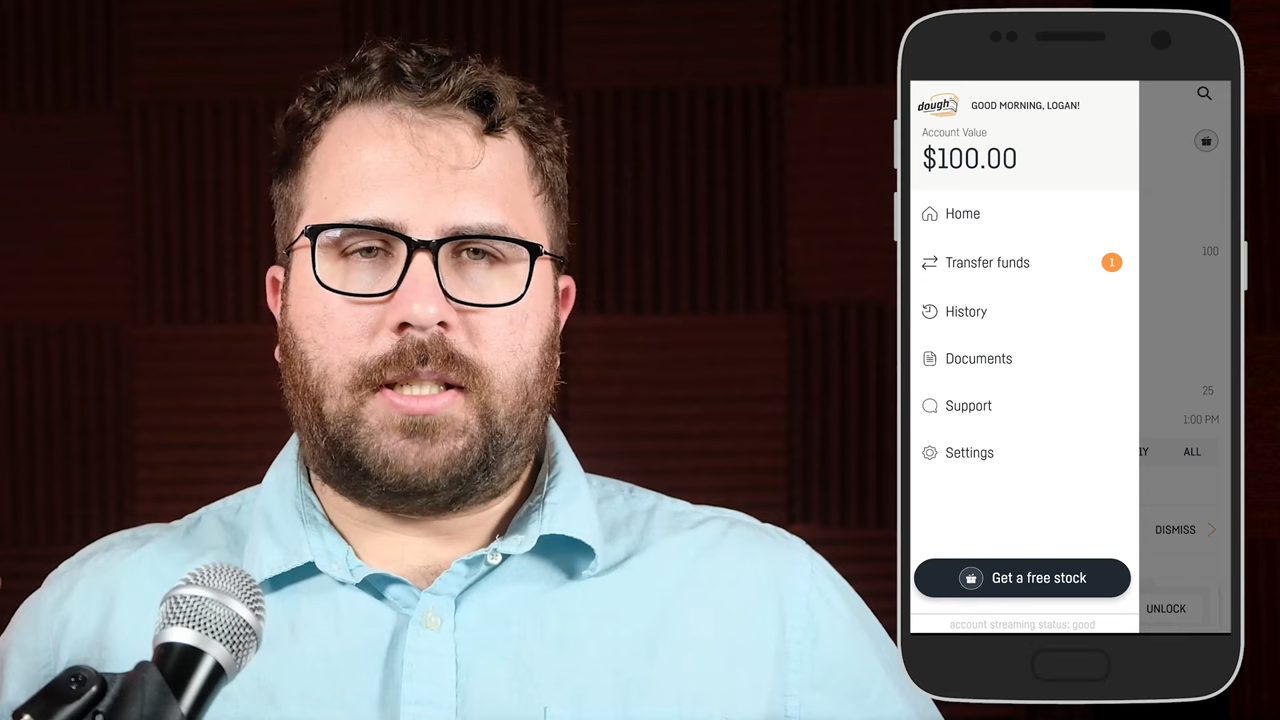 dough
GOOD MORNING, LOGAN!
Account Value
$100.00
Home
Transfer funds 1
100
History
Documents
25
Support
1:00 PM
Settings
1Y ALL
DISMISS
Get a free stock
UNLOCK
account streaming status: good